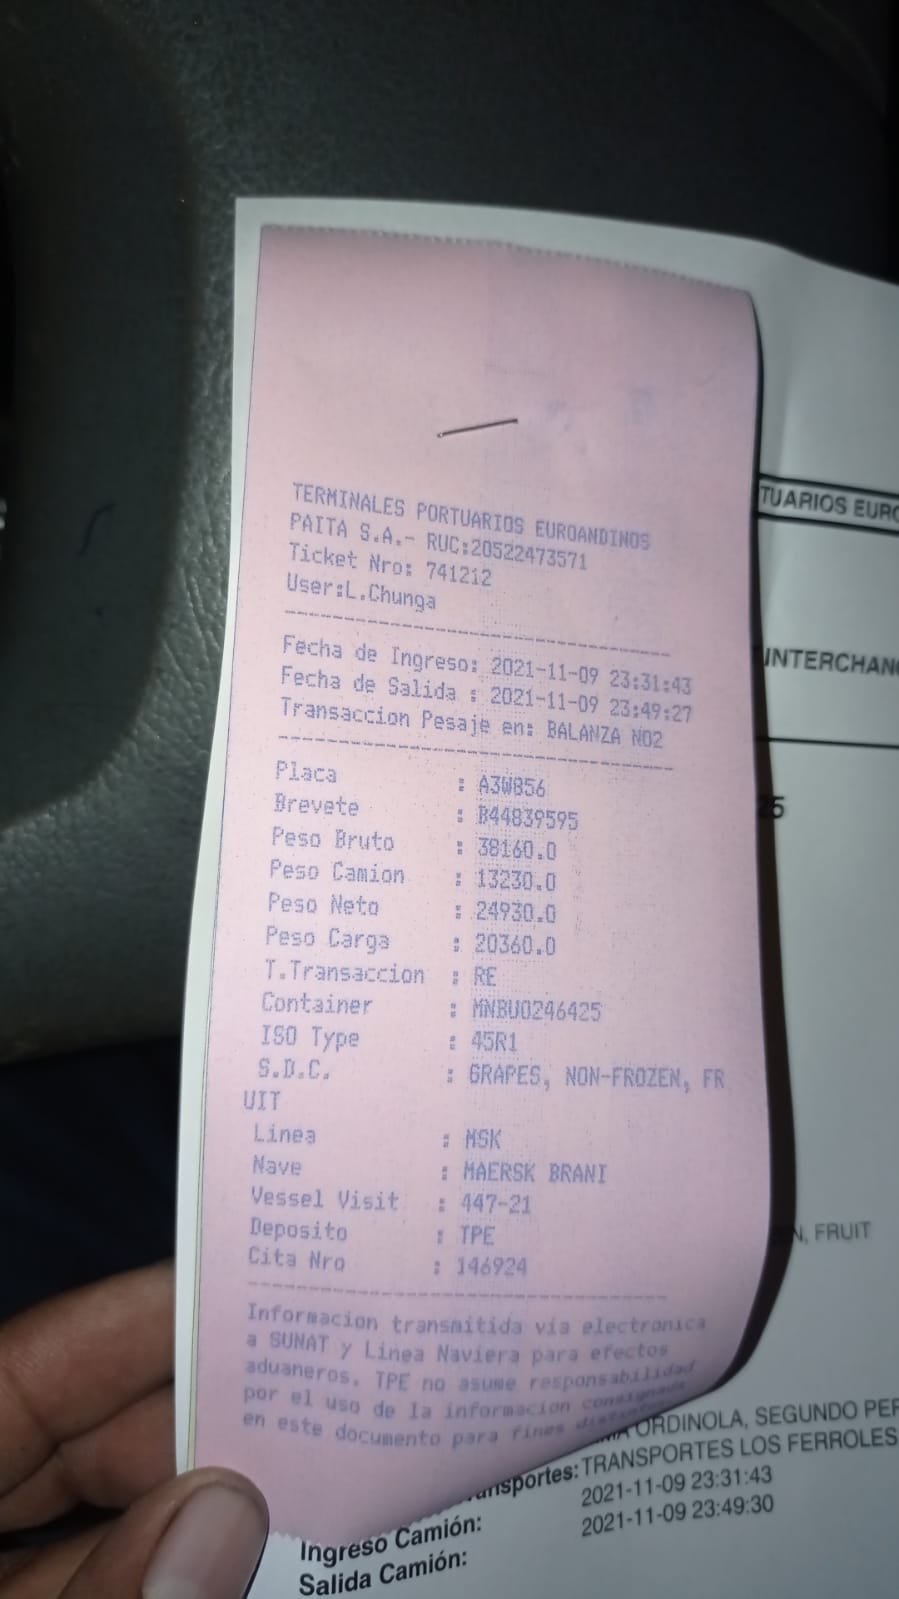 TERMINALES PORTUARIOS EUROANDINOS
PAITA S.A.- RUC:20522473571
Ticket Nro: 741212
User:L.Chunga
Fecha de Ingreso: 2021-11-09 23:31:43
Fecha de Salida : 2021-11-09 23:49:27
Transaccion Pesaje en: BALANZA NO2
Placa : A3W856
Brevete : B44839595
Peso Bruto : 38160.0
Peso Camion : 13230.0
Peso Neto : 24930.0
Peso Carga : 20360.0
T.Transaccion : RE
Container : MNBU0246425
ISO Type : 45R1
S.D.C. : GRAPES, NON-FROZEN, FR
UIT
Linea : MSK
Nave : MAERSK BRANI
Vessel Visit : 447-21
Deposito : TPE
Cita Nro : 146924
Informacion transmitida via electronica
a SUNAT y Linea Naviera para efectos
aduaneros. TPE no asume responsabilidad
por el uso de la informacion consignada
en este documento para fines
TUARIOS EURO
INTERCHAN
25
N, FRUIT
ORDINOLA, SEGUNDO PER
ansportes: TRANSPORTES LOS FERROLES
Ingreso Camión: 2021-11-09 23:31:43
Salida Camión: 2021-11-09 23:49:30